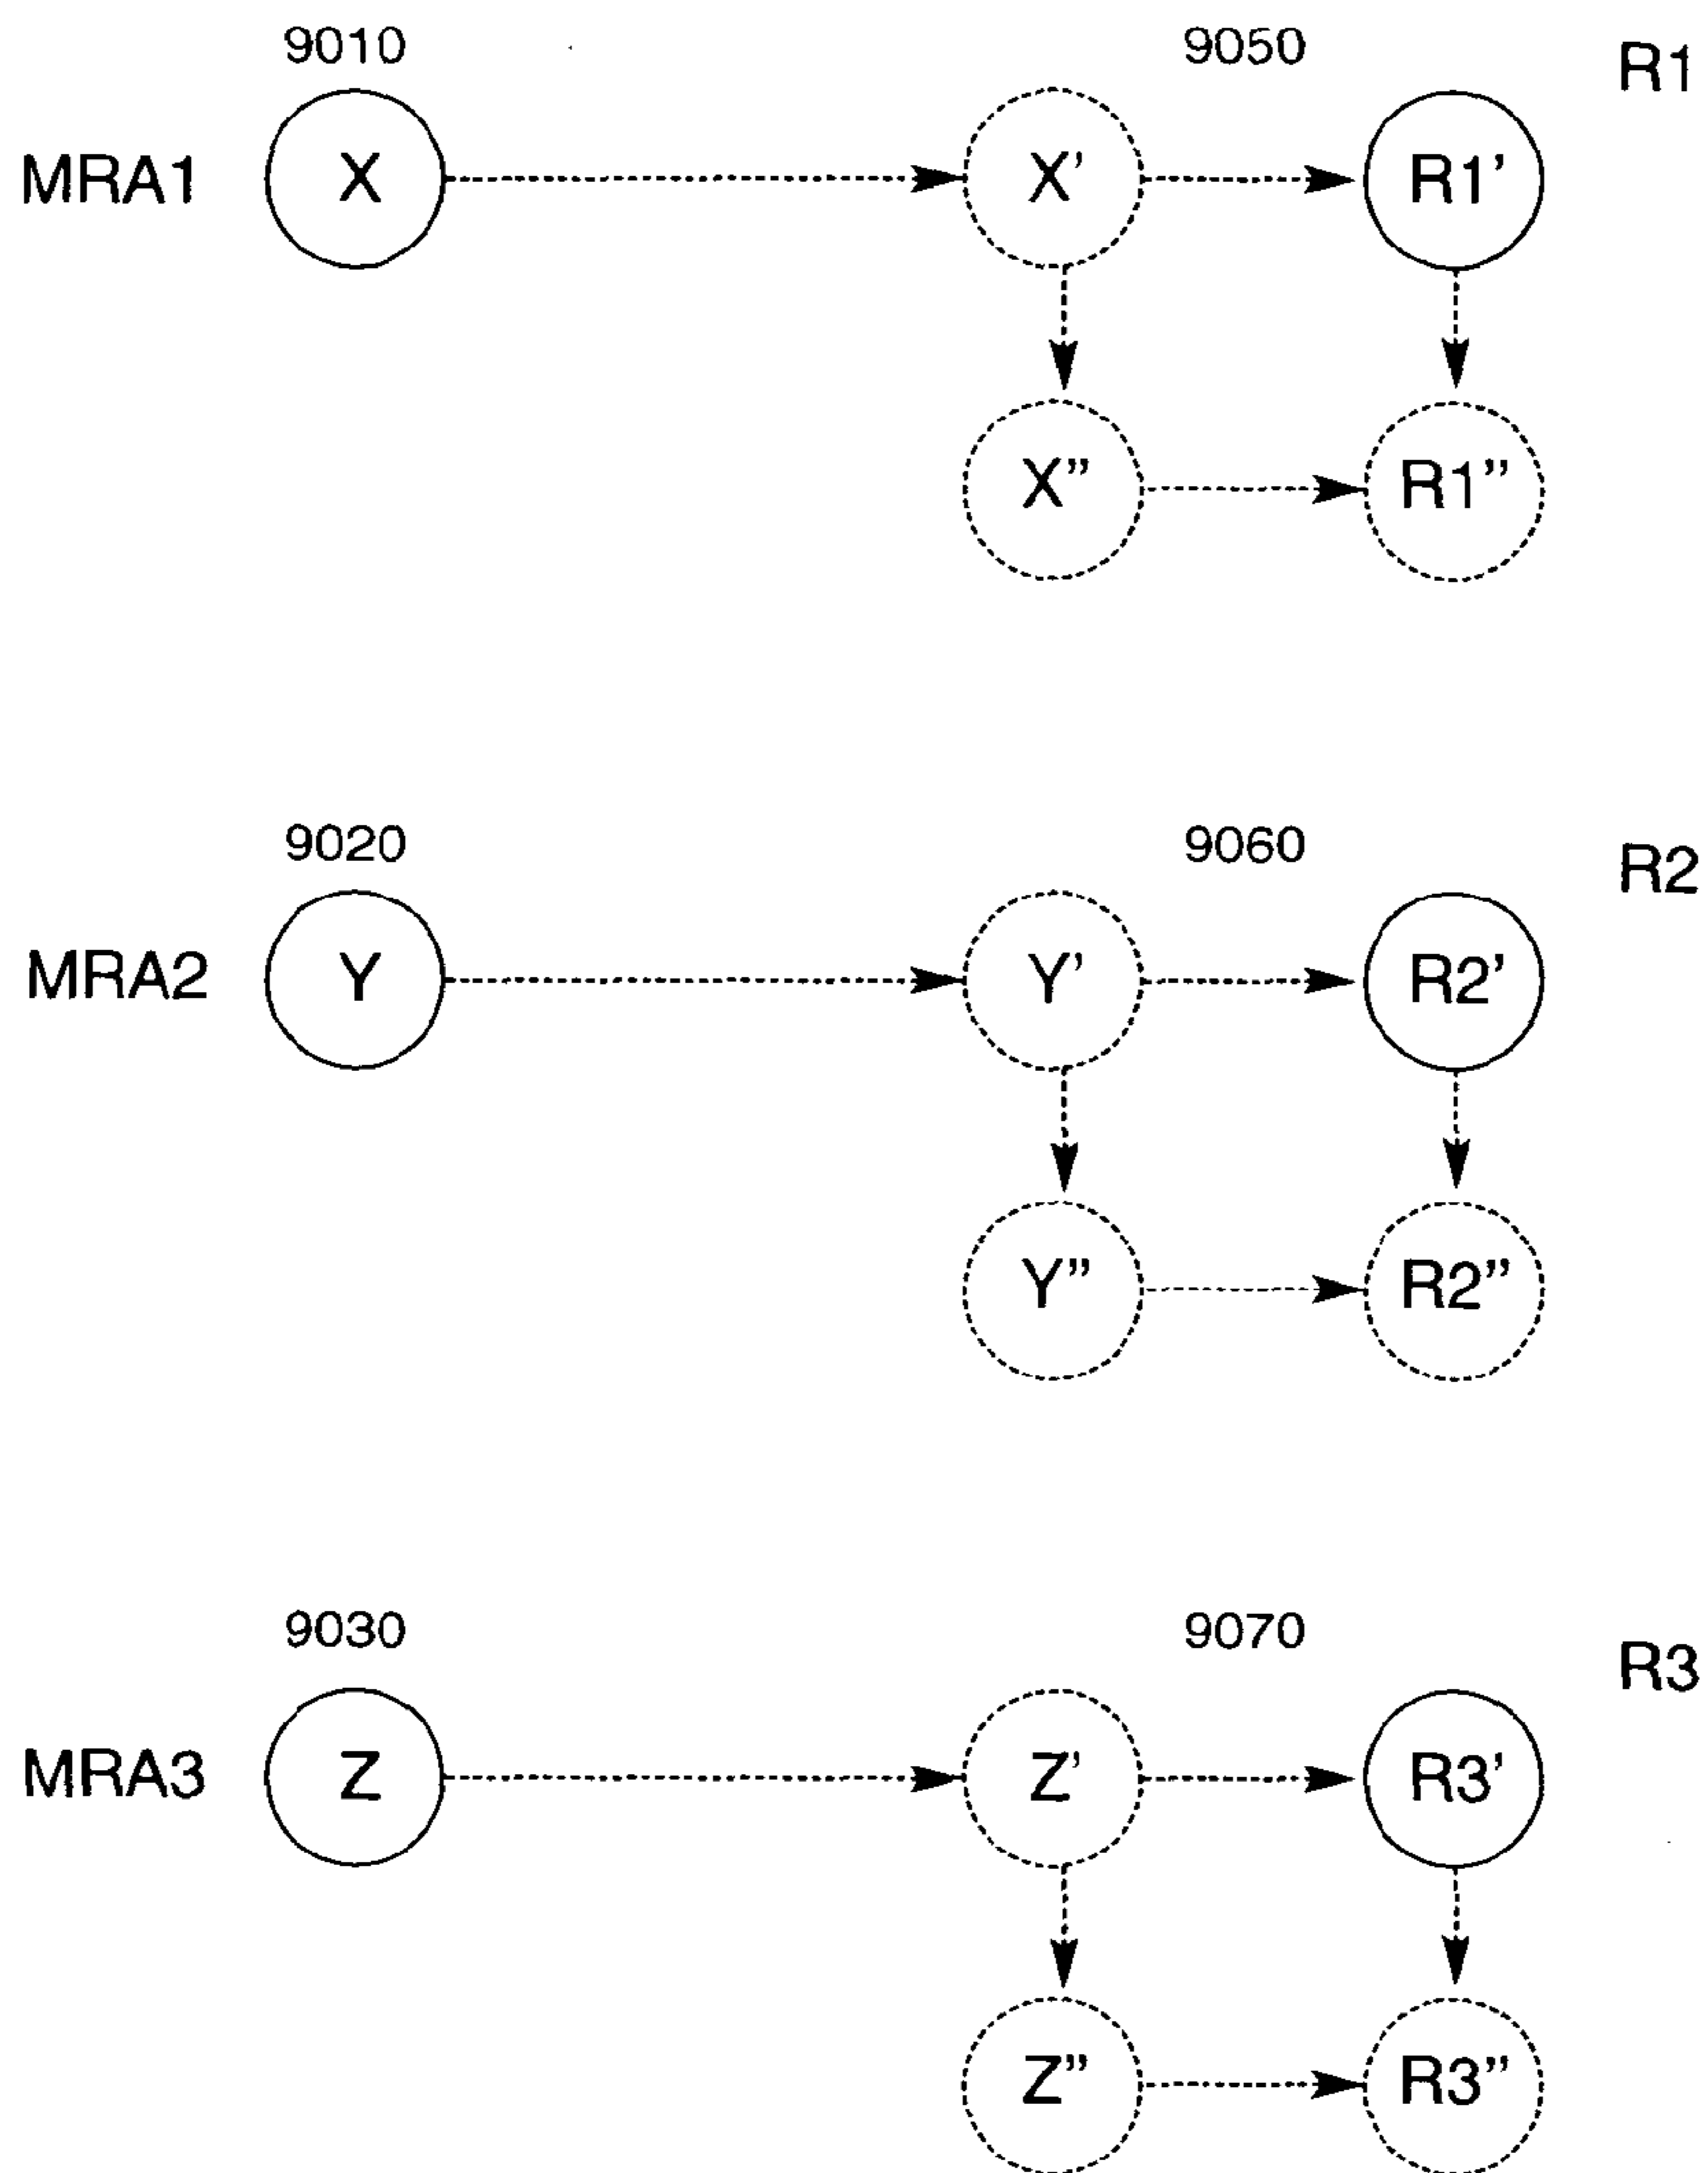 9010 9050 R1
MRA1 X X’ R1’
X” R1”
9020 9060 R2
MRA2 Y Y’ R2’
Y” R2”
9030 9070 R3
MRA3 Z Z’ R3’
Z” R3”